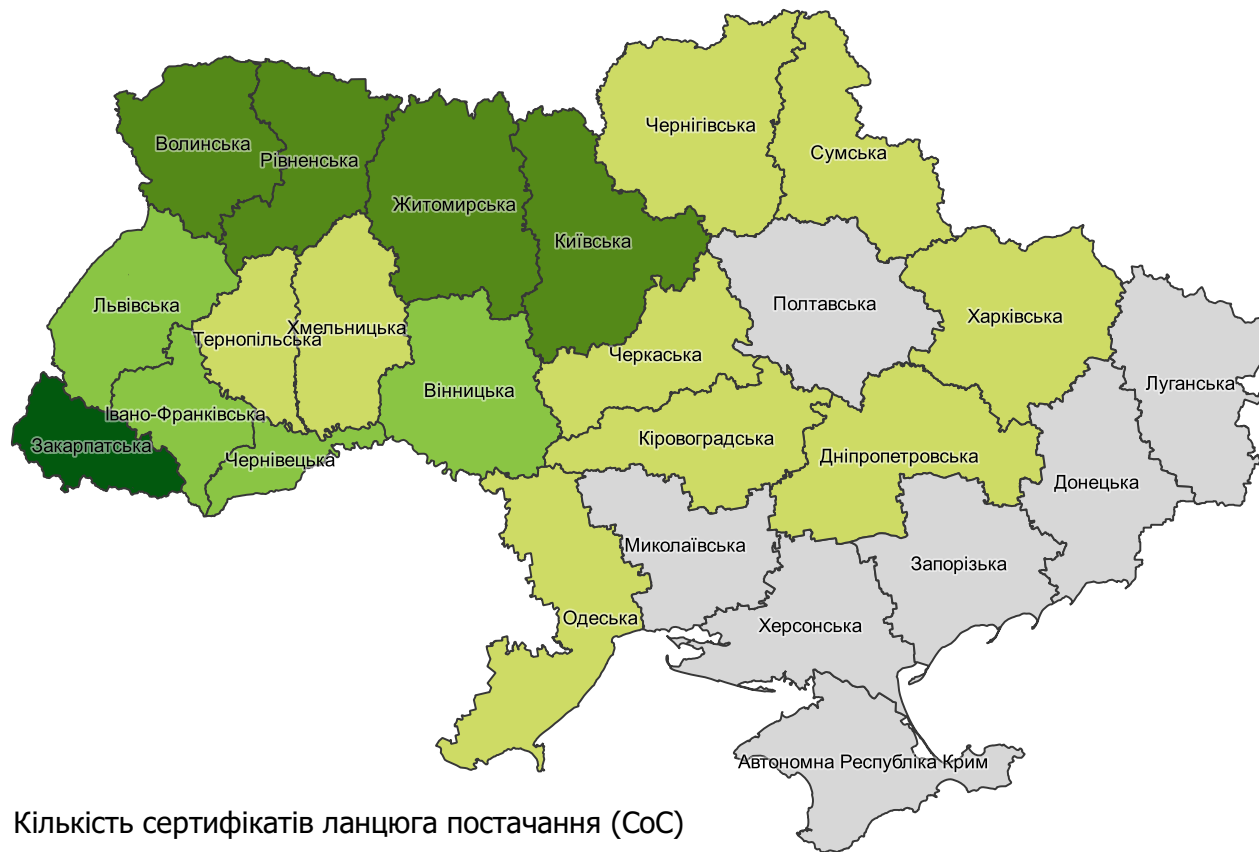 Чернігівська
Сумська
Волинська
Рівненська
Житомирська
Київська
Львівська
Полтавська
Харківська
Тернопільська
Хмельницька
Черкаська
Луганська
Вінницька
Івано-Франківська
Закарпатська
Чернівецька
Кіровоградська
Дніпропетровська
Донецька
Миколаївська
Запорізька
Одеська
Херсонська
Автономна Республіка Крим
Кількість сертифікатів ланцюга постачання (CoC)